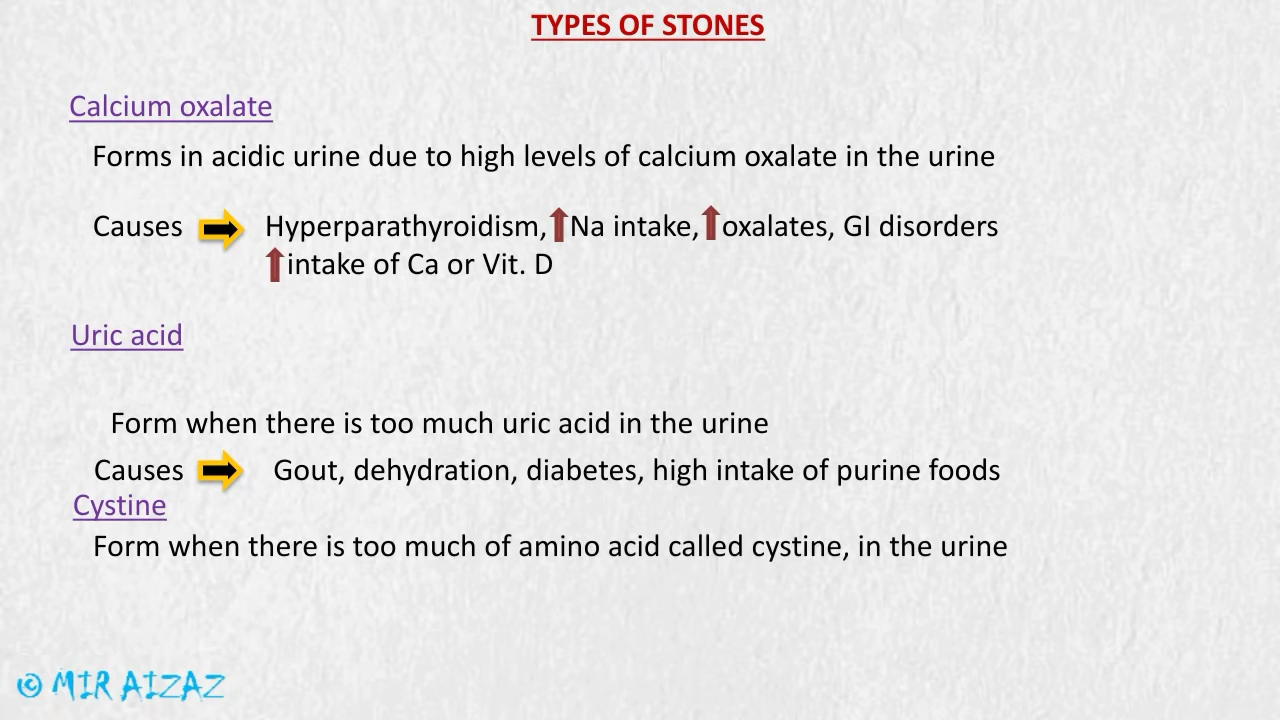 TYPES OF STONES
Calcium oxalate
Forms in acidic urine due to high levels of calcium oxalate in the urine
Causes Hyperparathyroidism, Na intake, oxalates, GI disorders
intake of Ca or Vit. D
Uric acid
Form when there is too much uric acid in the urine
Causes Gout, dehydration, diabetes, high intake of purine foods
Cystine
Form when there is too much of amino acid called cystine, in the urine
© MIR AIZAZ